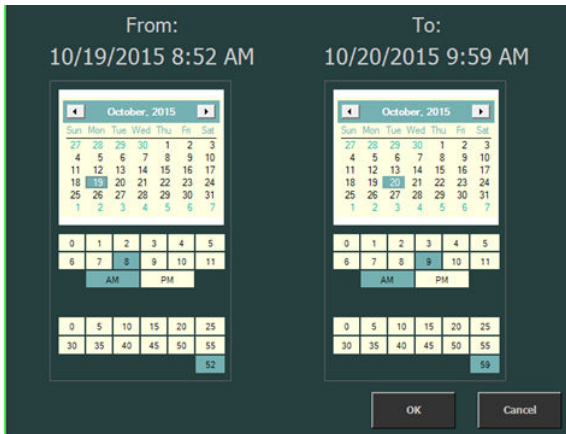 From:
10/19/2015 8:52 AM
October, 2015
Sun Mon Tue Wed Thu Fri Sat
27 28 29 30 1 2 3
4 5 6 7 8 9 10
11 12 13 14 15 16 17
18 19 20 21 22 23 24
25 26 27 28 29 30 31
1 2 3 4 5 6 7
0 1 2 3 4 5
6 7 8 9 10 11
AM PM
0 5 10 15 20 25
30 35 40 45 50 55
52
To:
10/20/2015 9:59 AM
October, 2015
Sun Mon Tue Wed Thu Fri Sat
27 28 29 30 1 2 3
4 5 6 7 8 9 10
11 12 13 14 15 16 17
18 19 20 21 22 23 24
25 26 27 28 29 30 31
1 2 3 4 5 6 7
0 1 2 3 4 5
6 7 8 9 10 11
AM PM
0 5 10 15 20 25
30 35 40 45 50 55
59
OK Cancel